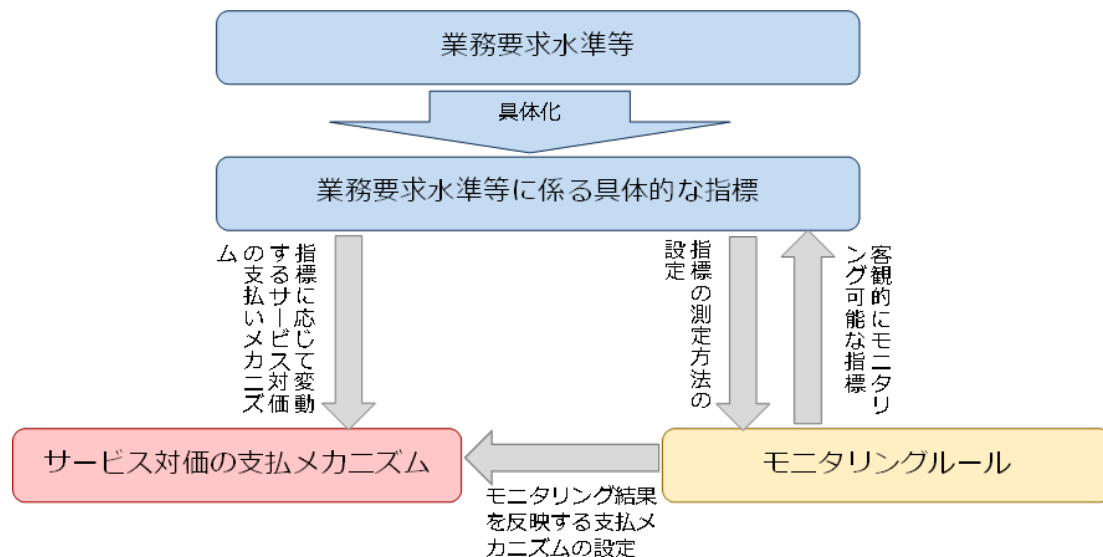 業務要求水準等
具体化
業務要求水準等に係る具体的な指標
指標に応じて変動
するサービス対価
の支払いメカニズ
ム
指標の測定方法の
設定
客観的にモニタリ
ング可能な指標
サービス対価の支払メカニズム
モニタリングルール
モニタリング結果
を反映する支払メ
カニズムの設定